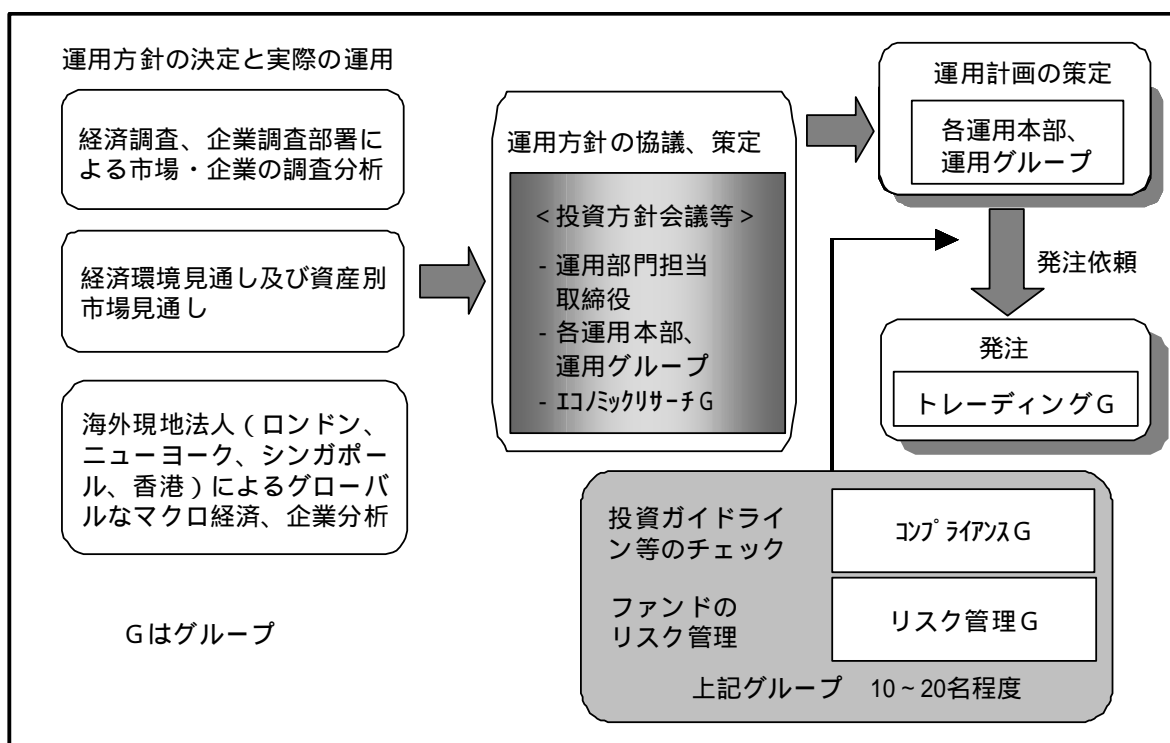 運用方針の決定と実際の運用
経済調査、企業調査部署に
よる市場・企業の調査分析
経済環境見通し及び資産別
市場見通し
海外現地法人（ロンドン、
ニューヨーク、シンガポー
ル、香港）によるグローバ
ルなマクロ経済、企業分析
Gはグループ
運用方針の協議、策定
＜投資方針会議等＞
- 運用部門担当
取締役
- 各運用本部、
運用グループ
- ｴｺﾉﾐｯｸﾘｻｰﾁG
運用計画の策定
各運用本部、
運用グループ
発注依頼
発注
トレーディングG
投資ガイドライ
ン等のチェック
ｺﾝﾌﾟﾗｲｱﾝｽG
ファンドの
リスク管理
リスク管理G
上記グループ　10～20名程度